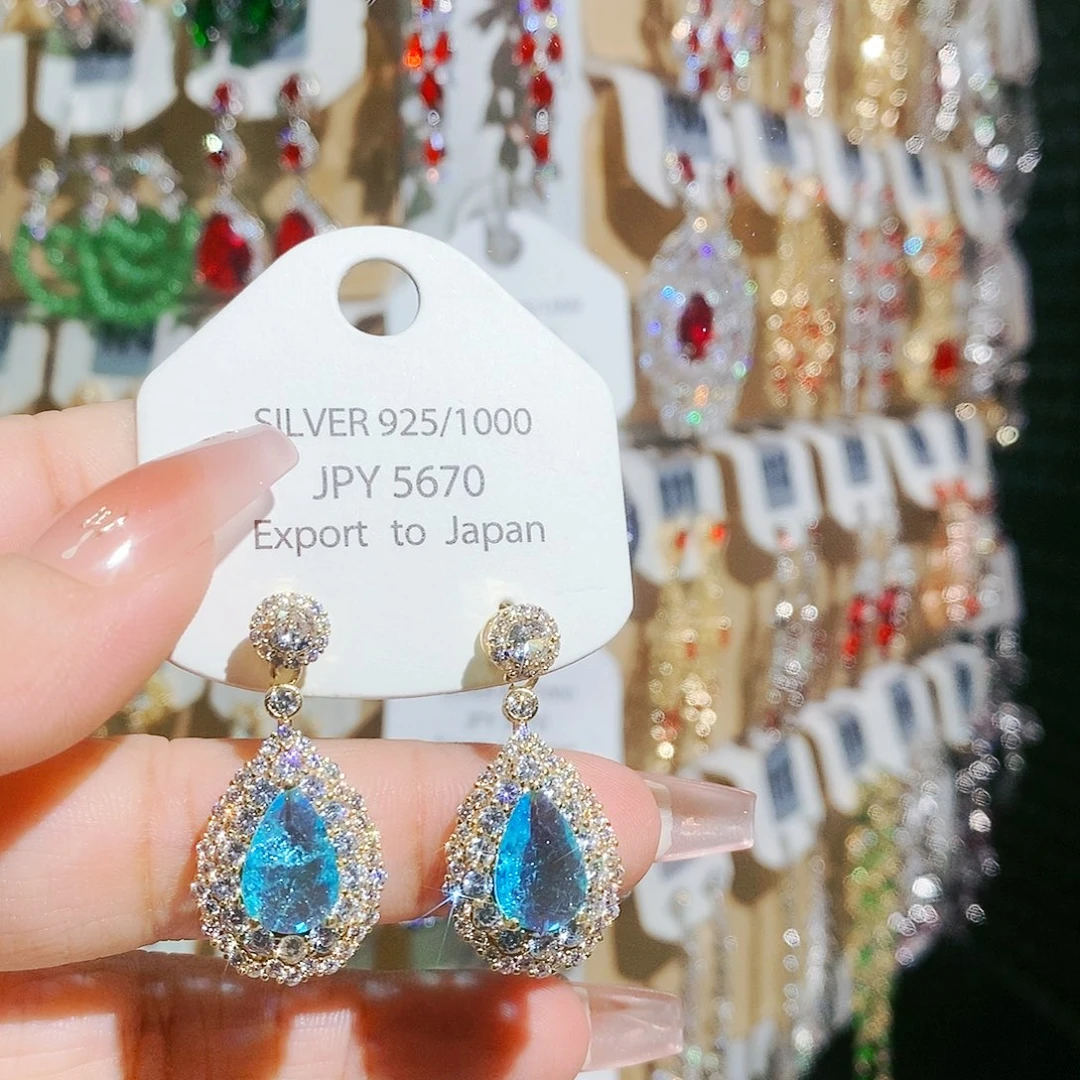 SILVER 925/1000
JPY 5670
Export to Japan